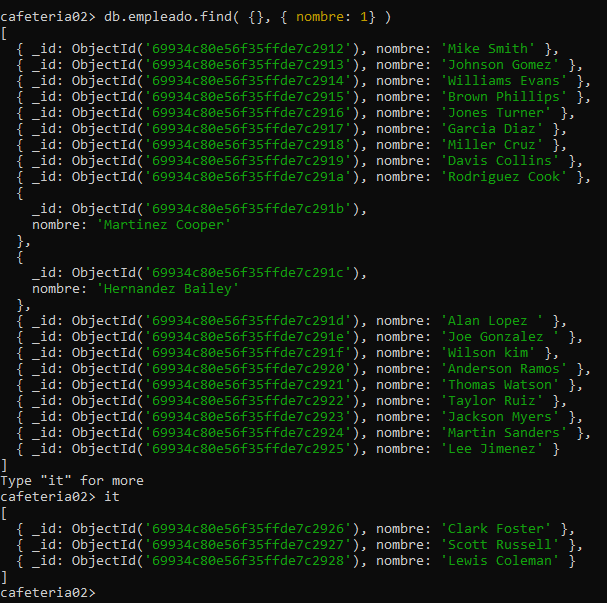 cafeteria02> db.empleado.find( {}, { nombre: 1} )
[
  { _id: ObjectId('69934c80e56f35ffde7c2912'), nombre: 'Mike Smith' },
  { _id: ObjectId('69934c80e56f35ffde7c2913'), nombre: 'Johnson Gomez' },
  { _id: ObjectId('69934c80e56f35ffde7c2914'), nombre: 'Williams Evans' },
  { _id: ObjectId('69934c80e56f35ffde7c2915'), nombre: 'Brown Phillips' },
  { _id: ObjectId('69934c80e56f35ffde7c2916'), nombre: 'Jones Turner' },
  { _id: ObjectId('69934c80e56f35ffde7c2917'), nombre: 'Garcia Diaz' },
  { _id: ObjectId('69934c80e56f35ffde7c2918'), nombre: 'Miller Cruz' },
  { _id: ObjectId('69934c80e56f35ffde7c2919'), nombre: 'Davis Collins' },
  { _id: ObjectId('69934c80e56f35ffde7c291a'), nombre: 'Rodriguez Cook' },
  {
    _id: ObjectId('69934c80e56f35ffde7c291b'),
    nombre: 'Martinez Cooper'
  },
  {
    _id: ObjectId('69934c80e56f35ffde7c291c'),
    nombre: 'Hernandez Bailey'
  },
  { _id: ObjectId('69934c80e56f35ffde7c291d'), nombre: 'Alan Lopez ' },
  { _id: ObjectId('69934c80e56f35ffde7c291e'), nombre: 'Joe Gonzalez ' },
  { _id: ObjectId('69934c80e56f35ffde7c291f'), nombre: 'Wilson kim' },
  { _id: ObjectId('69934c80e56f35ffde7c2920'), nombre: 'Anderson Ramos' },
  { _id: ObjectId('69934c80e56f35ffde7c2921'), nombre: 'Thomas Watson' },
  { _id: ObjectId('69934c80e56f35ffde7c2922'), nombre: 'Taylor Ruiz' },
  { _id: ObjectId('69934c80e56f35ffde7c2923'), nombre: 'Jackson Myers' },
  { _id: ObjectId('69934c80e56f35ffde7c2924'), nombre: 'Martin Sanders' },
  { _id: ObjectId('69934c80e56f35ffde7c2925'), nombre: 'Lee Jimenez' }
]
Type "it" for more
cafeteria02> it
[
  { _id: ObjectId('69934c80e56f35ffde7c2926'), nombre: 'Clark Foster' },
  { _id: ObjectId('69934c80e56f35ffde7c2927'), nombre: 'Scott Russell' },
  { _id: ObjectId('69934c80e56f35ffde7c2928'), nombre: 'Lewis Coleman' }
]
cafeteria02>